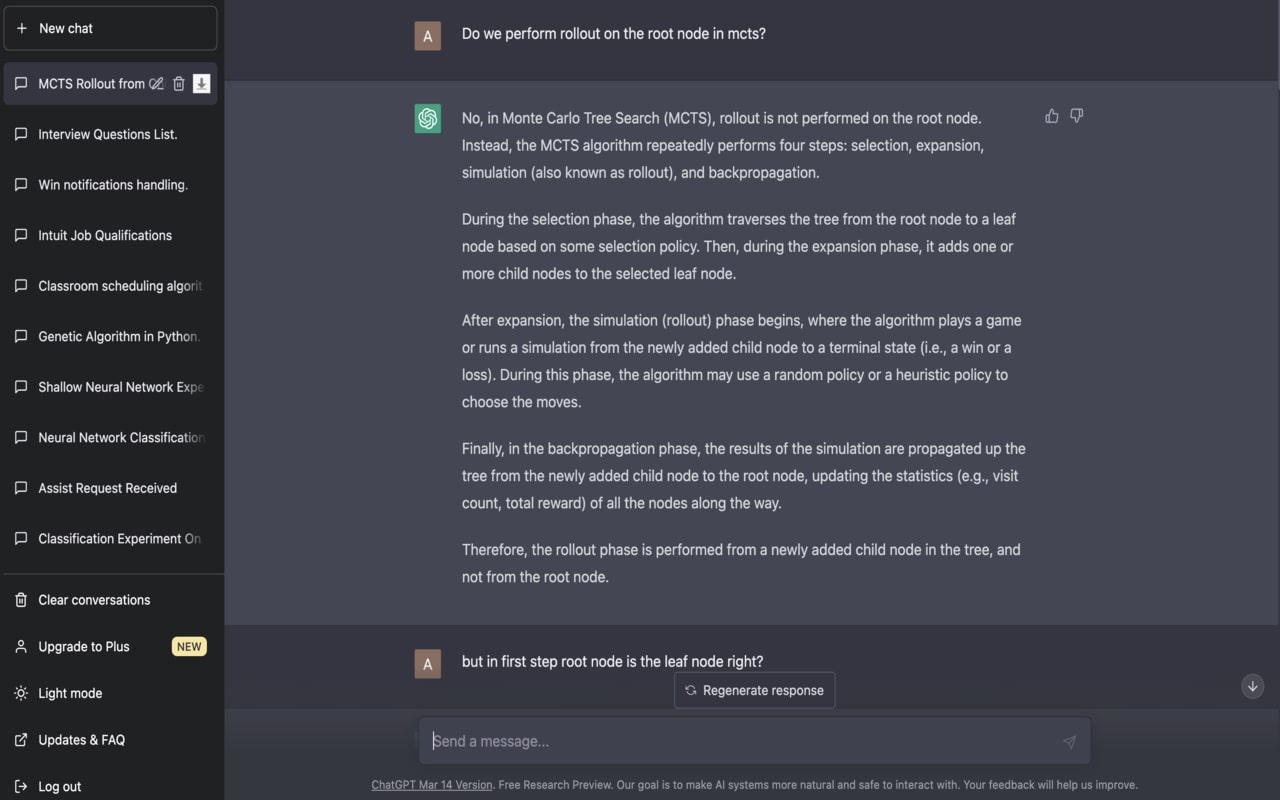 New chat
MCTS Rollout from
Interview Questions List.
Win notifications handling.
Intuit Job Qualifications
Classroom scheduling algorit
Genetic Algorithm in Python.
Shallow Neural Network Expe
Neural Network Classification
Assist Request Received
Classification Experiment On
Clear conversations
Upgrade to Plus NEW
Light mode
Updates & FAQ
Log out
A Do we perform rollout on the root node in mcts?
No, in Monte Carlo Tree Search (MCTS), rollout is not performed on the root node.
Instead, the MCTS algorithm repeatedly performs four steps: selection, expansion,
simulation (also known as rollout), and backpropagation.
During the selection phase, the algorithm traverses the tree from the root node to a leaf
node based on some selection policy. Then, during the expansion phase, it adds one or
more child nodes to the selected leaf node.
After expansion, the simulation (rollout) phase begins, where the algorithm plays a game
or runs a simulation from the newly added child node to a terminal state (i.e., a win or a
loss). During this phase, the algorithm may use a random policy or a heuristic policy to
choose the moves.
Finally, in the backpropagation phase, the results of the simulation are propagated up the
tree from the newly added child node to the root node, updating the statistics (e.g., visit
count, total reward) of all the nodes along the way.
Therefore, the rollout phase is performed from a newly added child node in the tree, and
not from the root node.
A but in first step root node is the leaf node right?
Regenerate response
Send a message...
ChatGPT Mar 14 Version. Free Research Preview. Our goal is to make AI systems more natural and safe to interact with. Your feedback will help us improve.